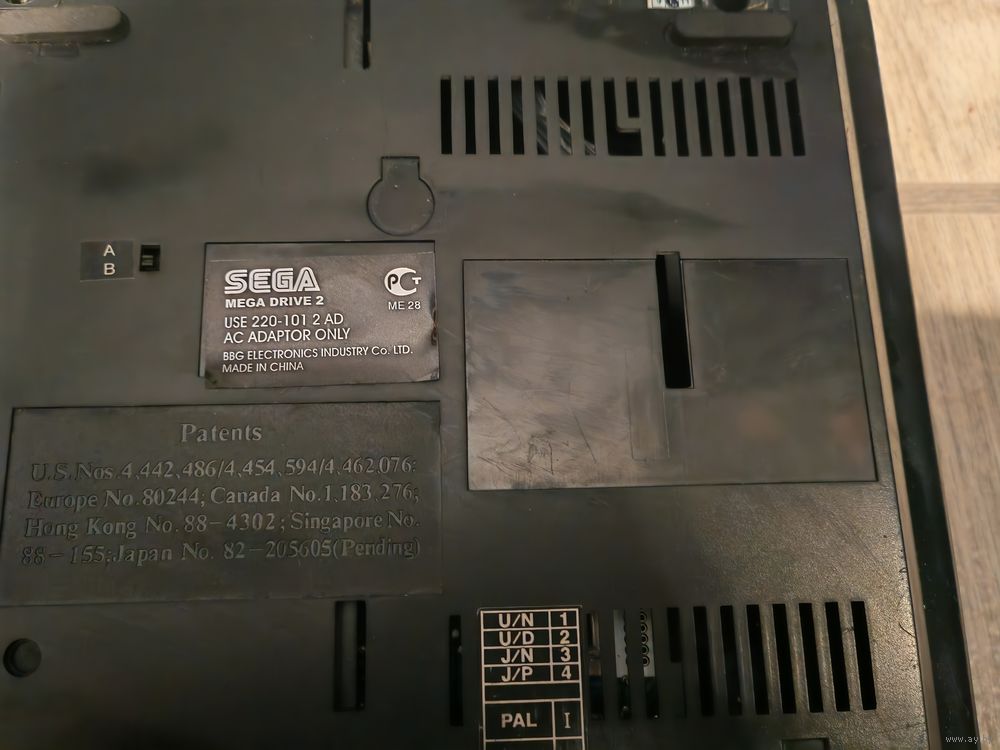 A
B
SEGA
MEGA DRIVE 2
PCT
ME 28
USE 220-101 2 AD
AC ADAPTOR ONLY
BBG ELECTRONICS INDUSTRY Co. LTD.
MADE IN CHINA
Patents
U.S.Nos.4,442,486/4,454,594/4,462,076;
Europe No.80244; Canada No.1,183,276;
Hong Kong No. 88-4302; Singapore No.
88-155;Japan No. 82-205605(Pending)
U/N 1
U/D 2
J/N 3
J/P 4
PAL I